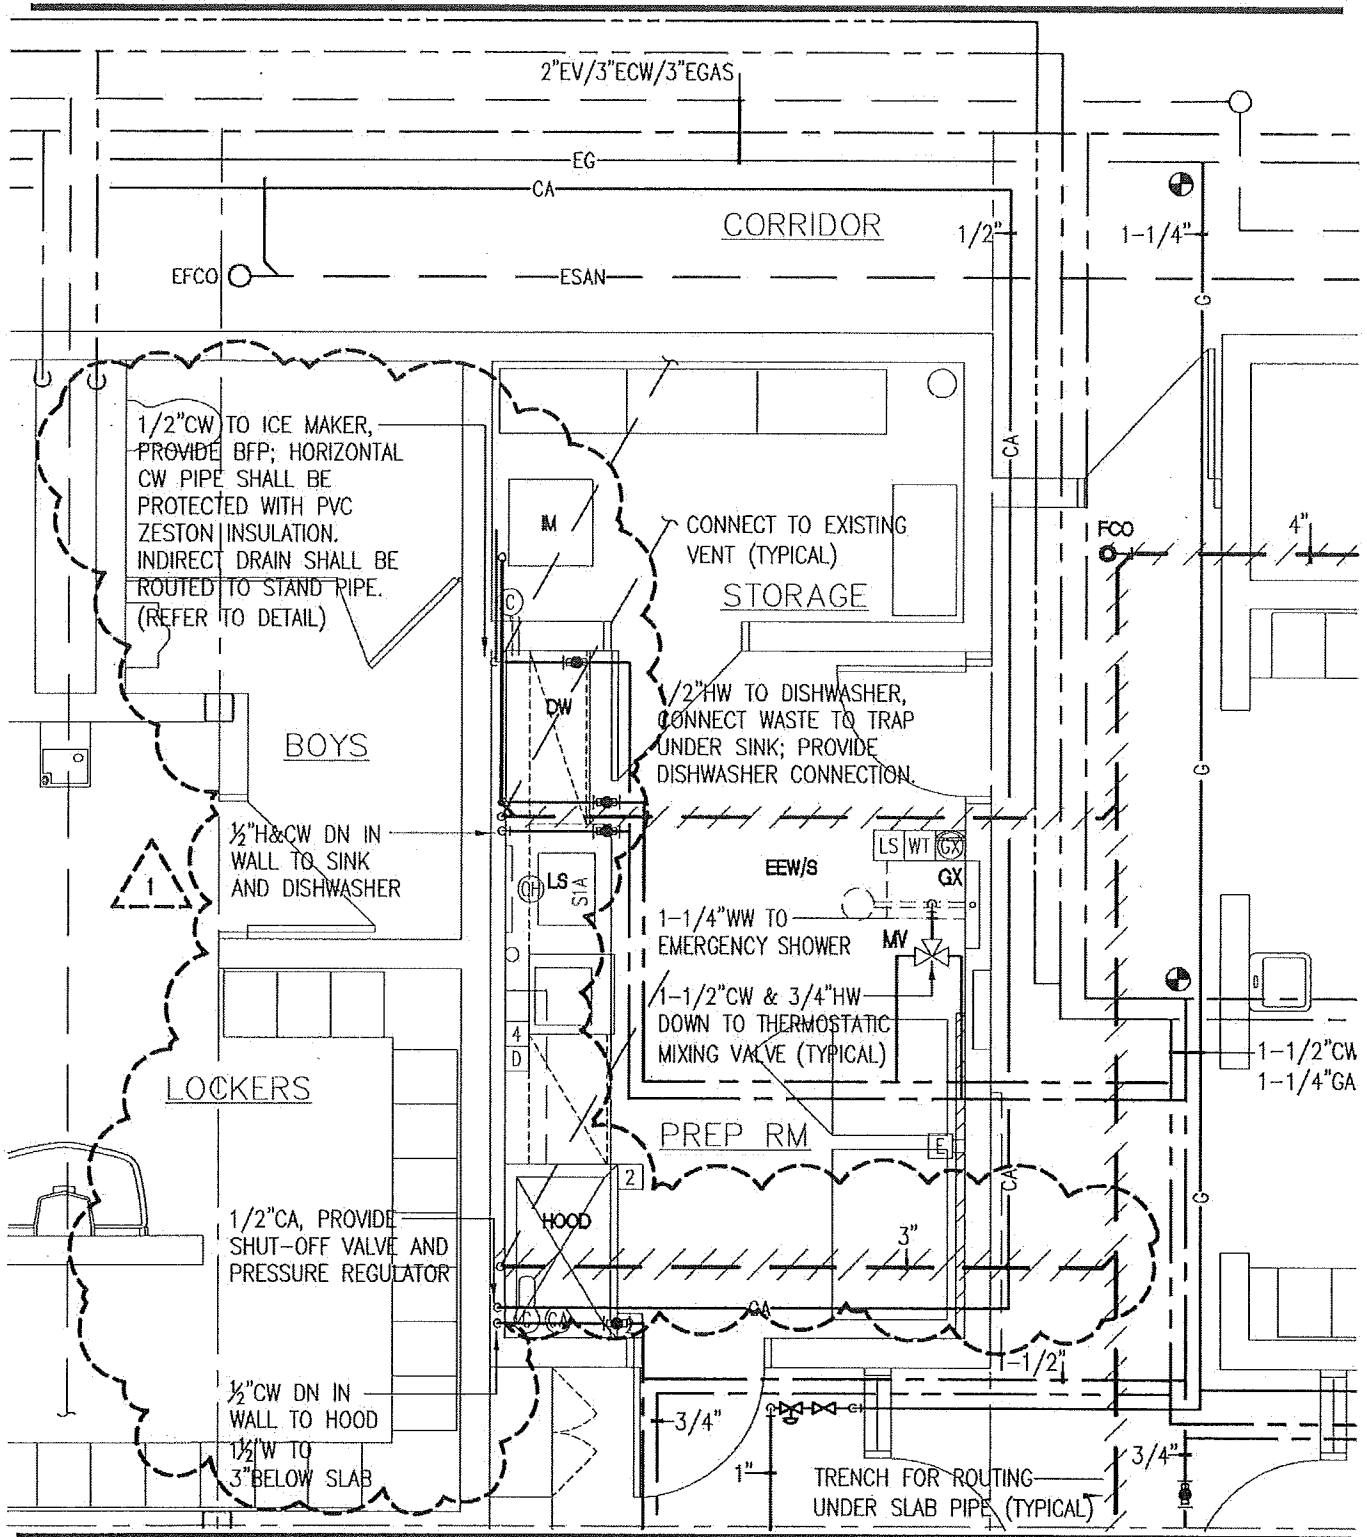 2"EV/3"ECW/3"EGAS
EG
CA
CORRIDOR
1/2"
1-1/4"
EFCO
ESAN
G
1/2"CW TO ICE MAKER,
PROVIDE BFP; HORIZONTAL
CW PIPE SHALL BE
PROTECTED WITH PVC
ZESTON INSULATION.
INDIRECT DRAIN SHALL BE
ROUTED TO STAND PIPE.
(REFER TO DETAIL)
CA
IM
CONNECT TO EXISTING
VENT (TYPICAL)
FCO
4"
STORAGE
C
DW
1/2"HW TO DISHWASHER,
CONNECT WASTE TO TRAP
UNDER SINK; PROVIDE
DISHWASHER CONNECTION.
BOYS
G
½"H&CW DN IN
WALL TO SINK
AND DISHWASHER
1
LS WT GX
EEW/S
GX
CH
LS
S1A
1-1/4"WW TO
EMERGENCY SHOWER
MV
1-1/2"CW & 3/4"HW
DOWN TO THERMOSTATIC
MIXING VALVE (TYPICAL)
4
D
1-1/2"CW
1-1/4"GA
LOCKERS
PREP RM
E
2
CA
G
HOOD
1/2"CA, PROVIDE
SHUT-OFF VALVE AND
PRESSURE REGULATOR
3"
CA
C
CA
-1/2"
½"CW DN IN
WALL TO HOOD
1½"W TO
3"BELOW SLAB
3/4"
1"
3/4"
TRENCH FOR ROUTING
UNDER SLAB PIPE (TYPICAL)